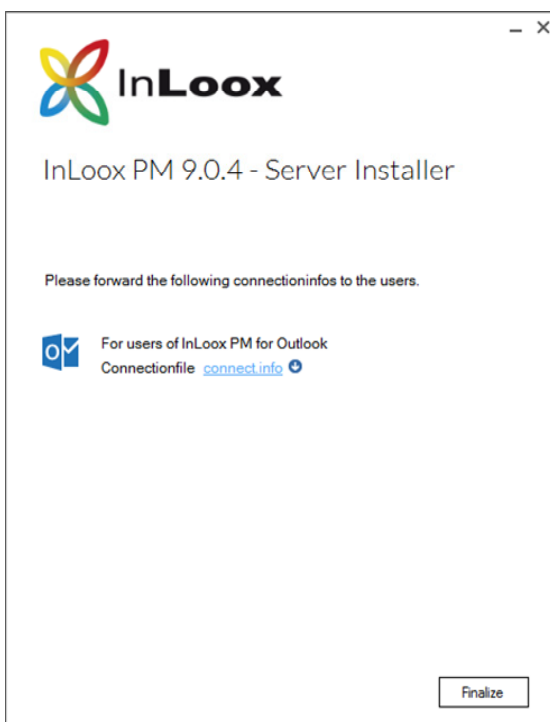 InLoox
InLoox PM 9.0.4 - Server Installer
Please forward the following connectioninfos to the users.
For users of InLoox PM for Outlook
Connectionfile connect.info
Finalize